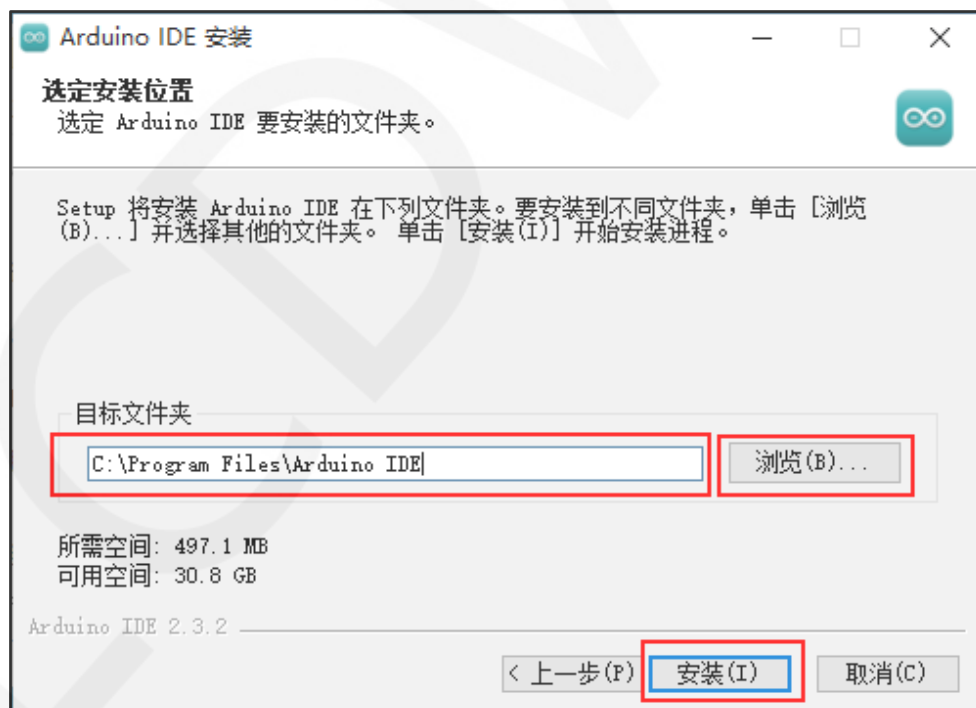 Arduino IDE 安装
选定安装位置
选定 Arduino IDE 要安装的文件夹。
Setup 将安装 Arduino IDE 在下列文件夹。要安装到不同文件夹，单击 [浏览
(B)...] 并选择其他的文件夹。 单击 [安装(I)] 开始安装进程。
目标文件夹
C:\Program Files\Arduino IDE
浏览(B)...
所需空间: 497.1 MB
可用空间: 30.8 GB
Arduino IDE 2.3.2
< 上一步(P) 安装(I) 取消(C)